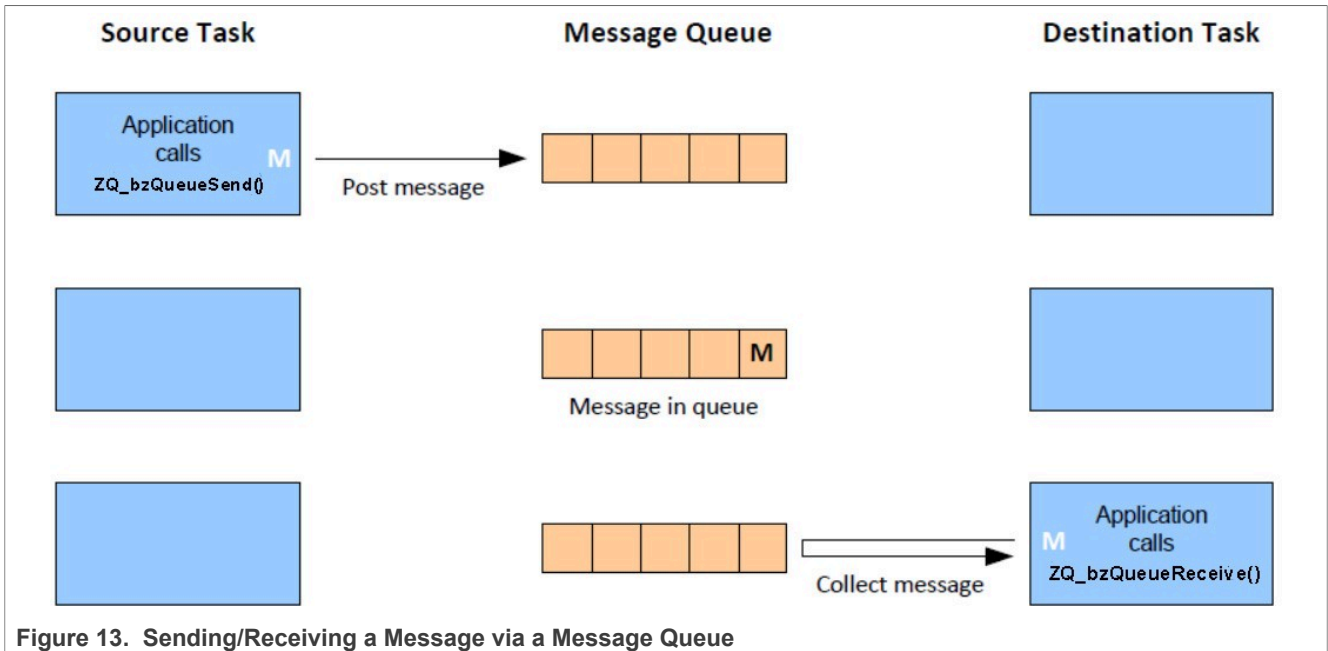 Source Task
Message Queue
Destination Task
Application
calls
M
ZQ_bzQueueSend()
Post message
M
Message in queue
Collect message
Application
M
calls
ZQ_bzQueueReceive()
Figure 13. Sending/Receiving a Message via a Message Queue